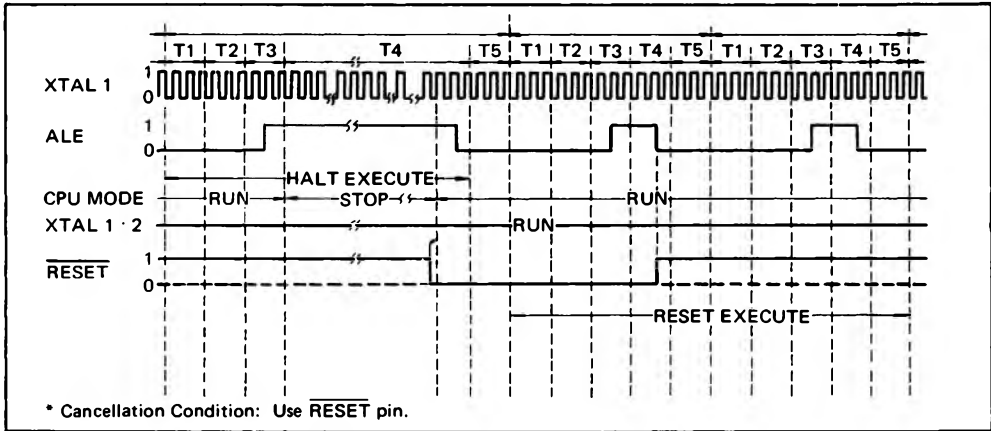 T1 T2 T3 T4 T5 T1 T2 T3 T4 T5 T1 T2 T3 T4 T5
XTAL 1 1
0
ALE 1
0
HALT EXECUTE
CPU MODE RUN STOP RUN
XTAL 1 · 2 RUN
RESET 1
0
RESET EXECUTE
* Cancellation Condition: Use RESET pin.